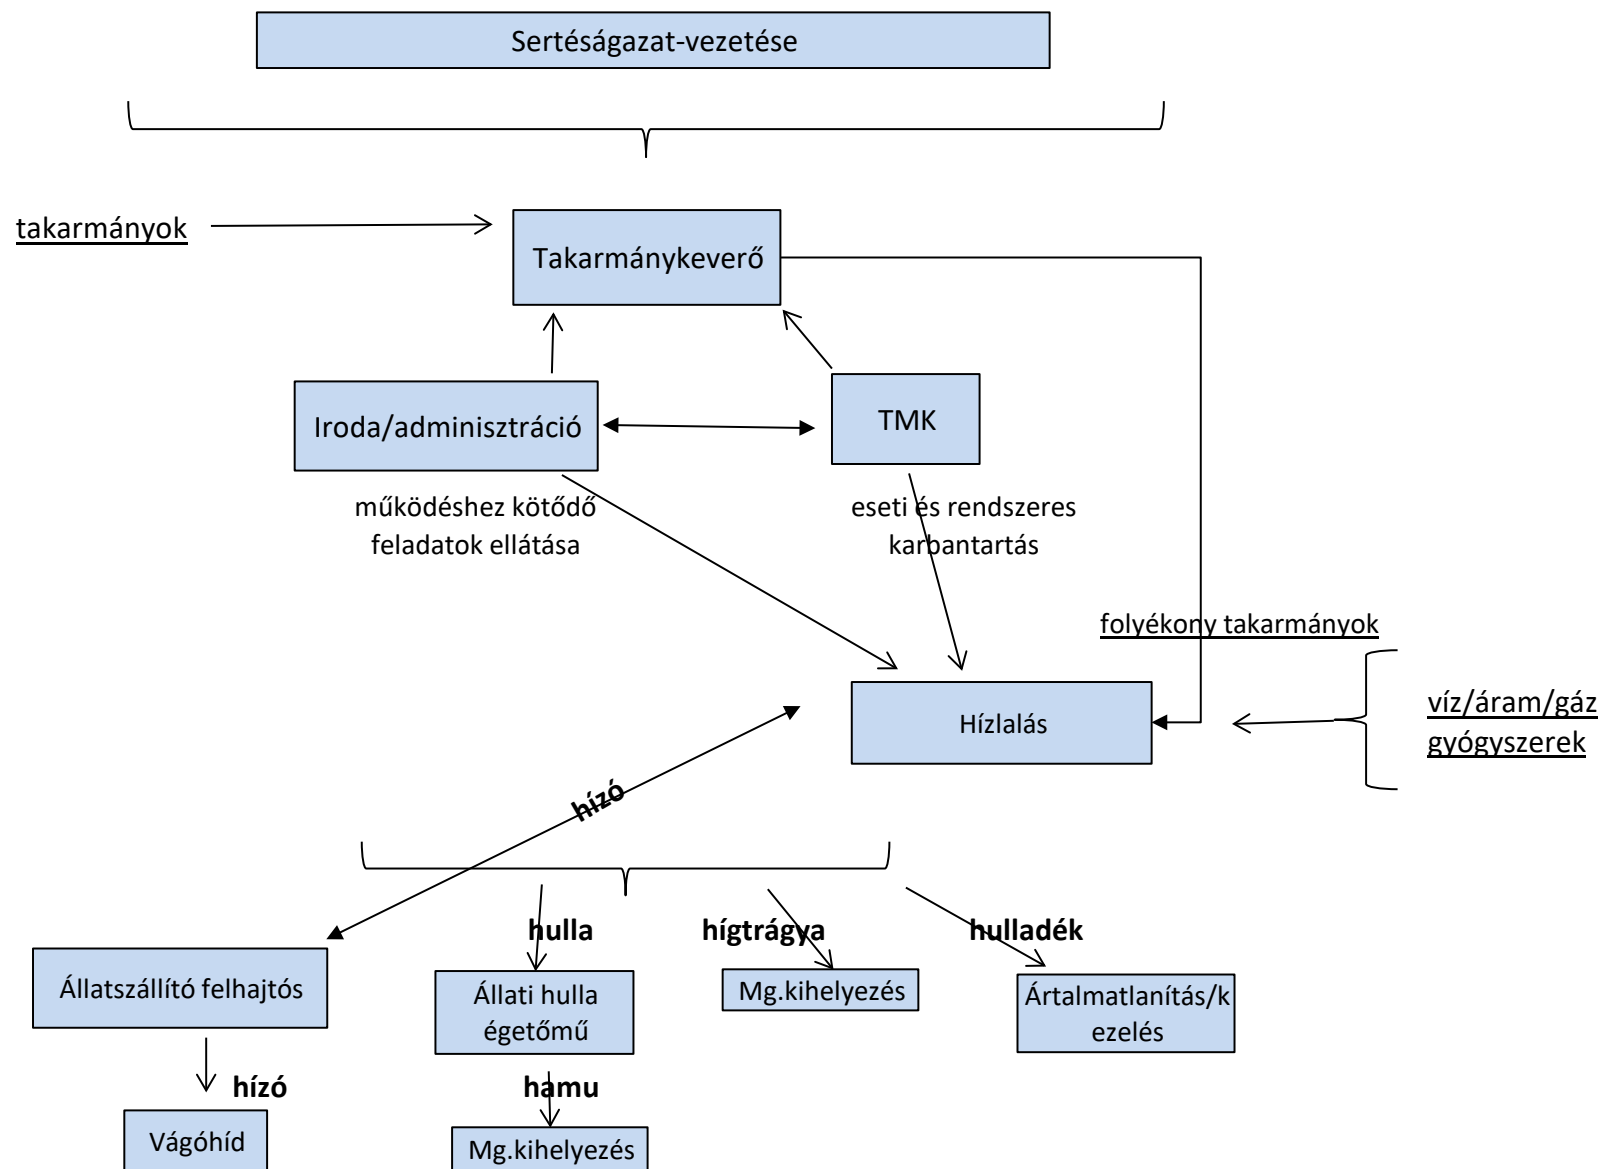 Sertéságazat-vezetése
takarmányok
Takarmánykeverő
Iroda/adminisztráció
TMK
működéshez kötődő
feladatok ellátása
eseti és rendszeres
karbantartás
folyékony takarmányok
Hízlalás
víz/áram/gáz
gyógyszerek
hízó
hulla
hígtrágya
hulladék
Állatszállító felhajtós
Állati hulla
égetőmű
Mg.kihelyezés
Ártalmatlanítás/k
ezelés
hízó
hamu
Vágóhíd
Mg.kihelyezés